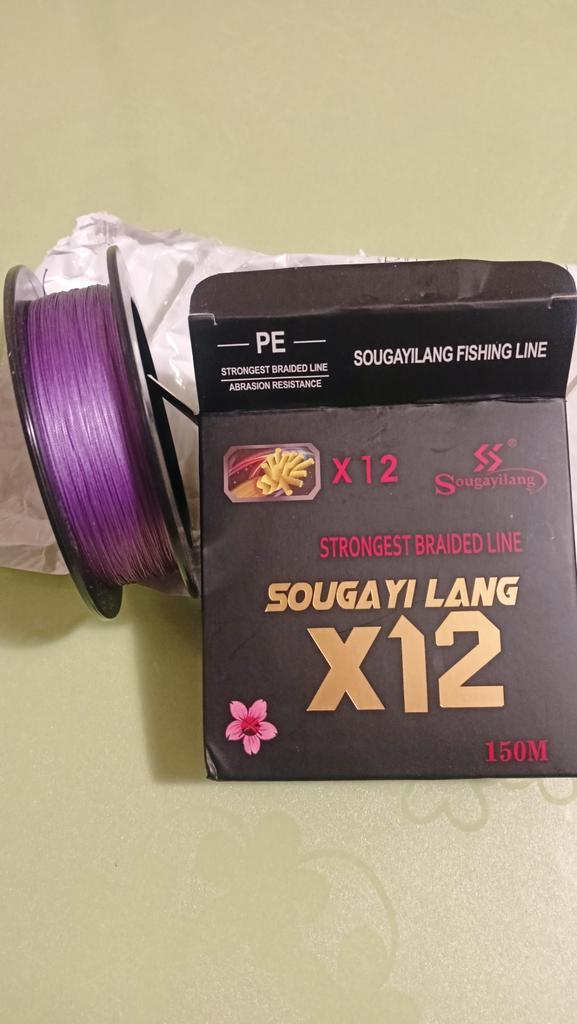 PE
STRONGEST BRAIDED LINE
ABRASION RESISTANCE
SOUGAYILANG FISHING LINE
X12
Sougayilang®
STRONGEST BRAIDED LINE
SOUGAYI LANG
X12
150M